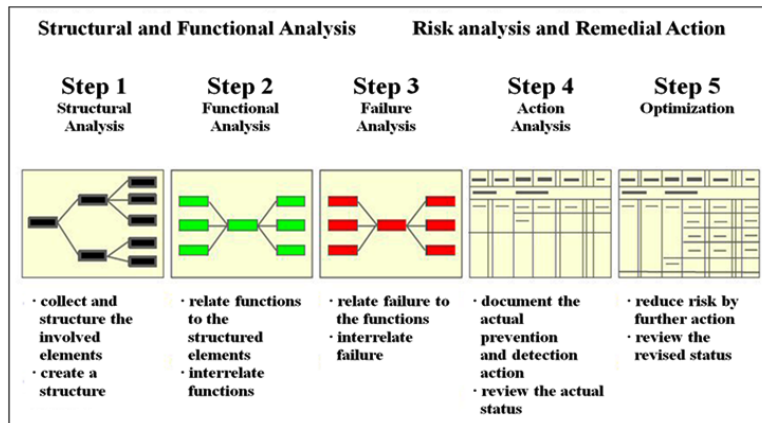 Structural and Functional Analysis
Risk analysis and Remedial Action
Step 1
Structural
Analysis
Step 2
Functional
Analysis
Step 3
Failure
Analysis
Step 4
Action
Analysis
Step 5
Optimization
· collect and
structure the
involved
elements
· create a
structure
· relate functions
to the
structured
elements
· interrelate
functions
· relate failure to
the functions
· interrelate
failure
· document the
actual
prevention
and detection
action
· review the actual
status
· reduce risk by
further action
· review the
revised status